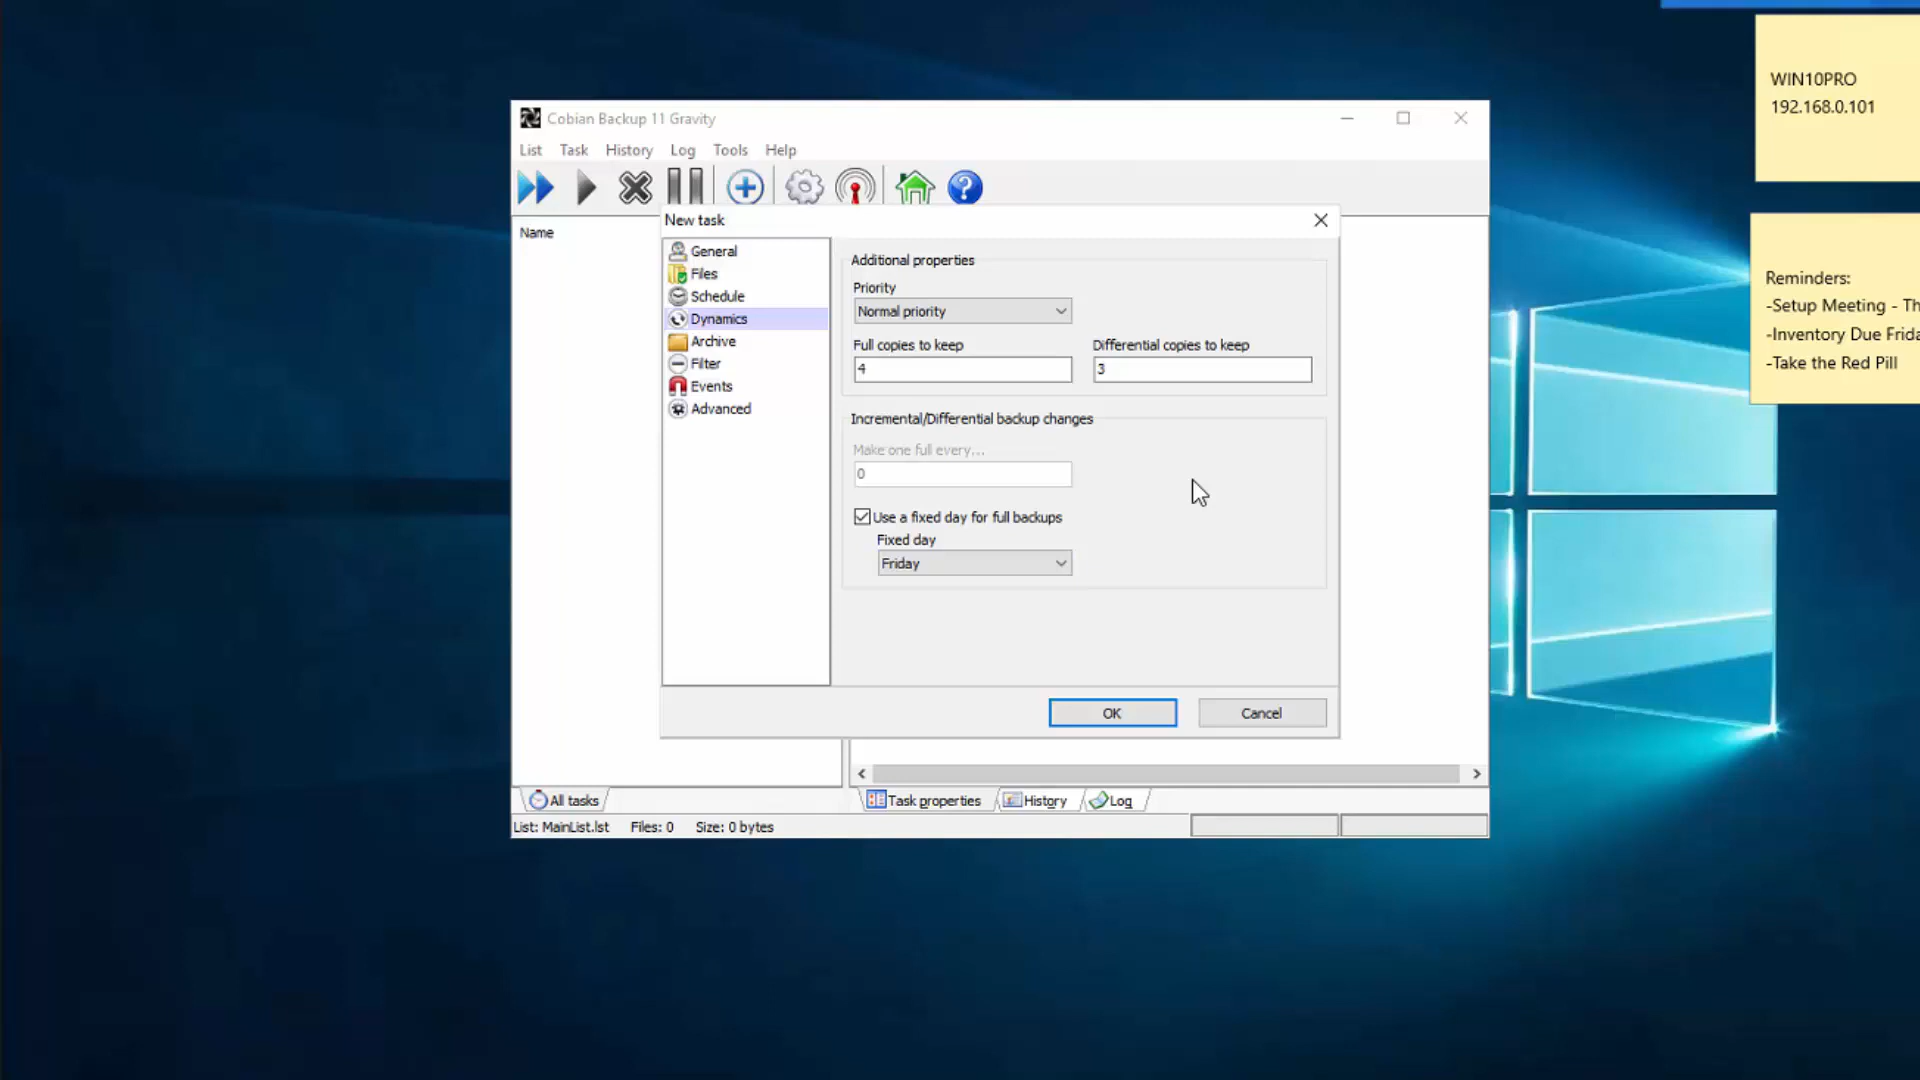 WIN10PRO
192.168.0.101
Reminders:
-Setup Meeting - Th
-Inventory Due Frida
-Take the Red Pill
Cobian Backup 11 Gravity
List Task History Log Tools Help
Name
New task
General
Files
Schedule
Dynamics
Archive
Filter
Events
Advanced
Additional properties
Priority
Normal priority
Full copies to keep Differential copies to keep
4 3
Incremental/Differential backup changes
Make one full every...
0
Use a fixed day for full backups
Fixed day
Friday
OK Cancel
All tasks Task properties History Log
List: MainList.lst Files: 0 Size: 0 bytes